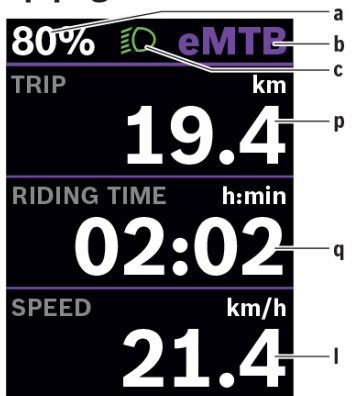 a
80% eMTB b
c
TRIP km
19.4 p
RIDING TIME h:min
02:02 q
SPEED km/h
21.4 l